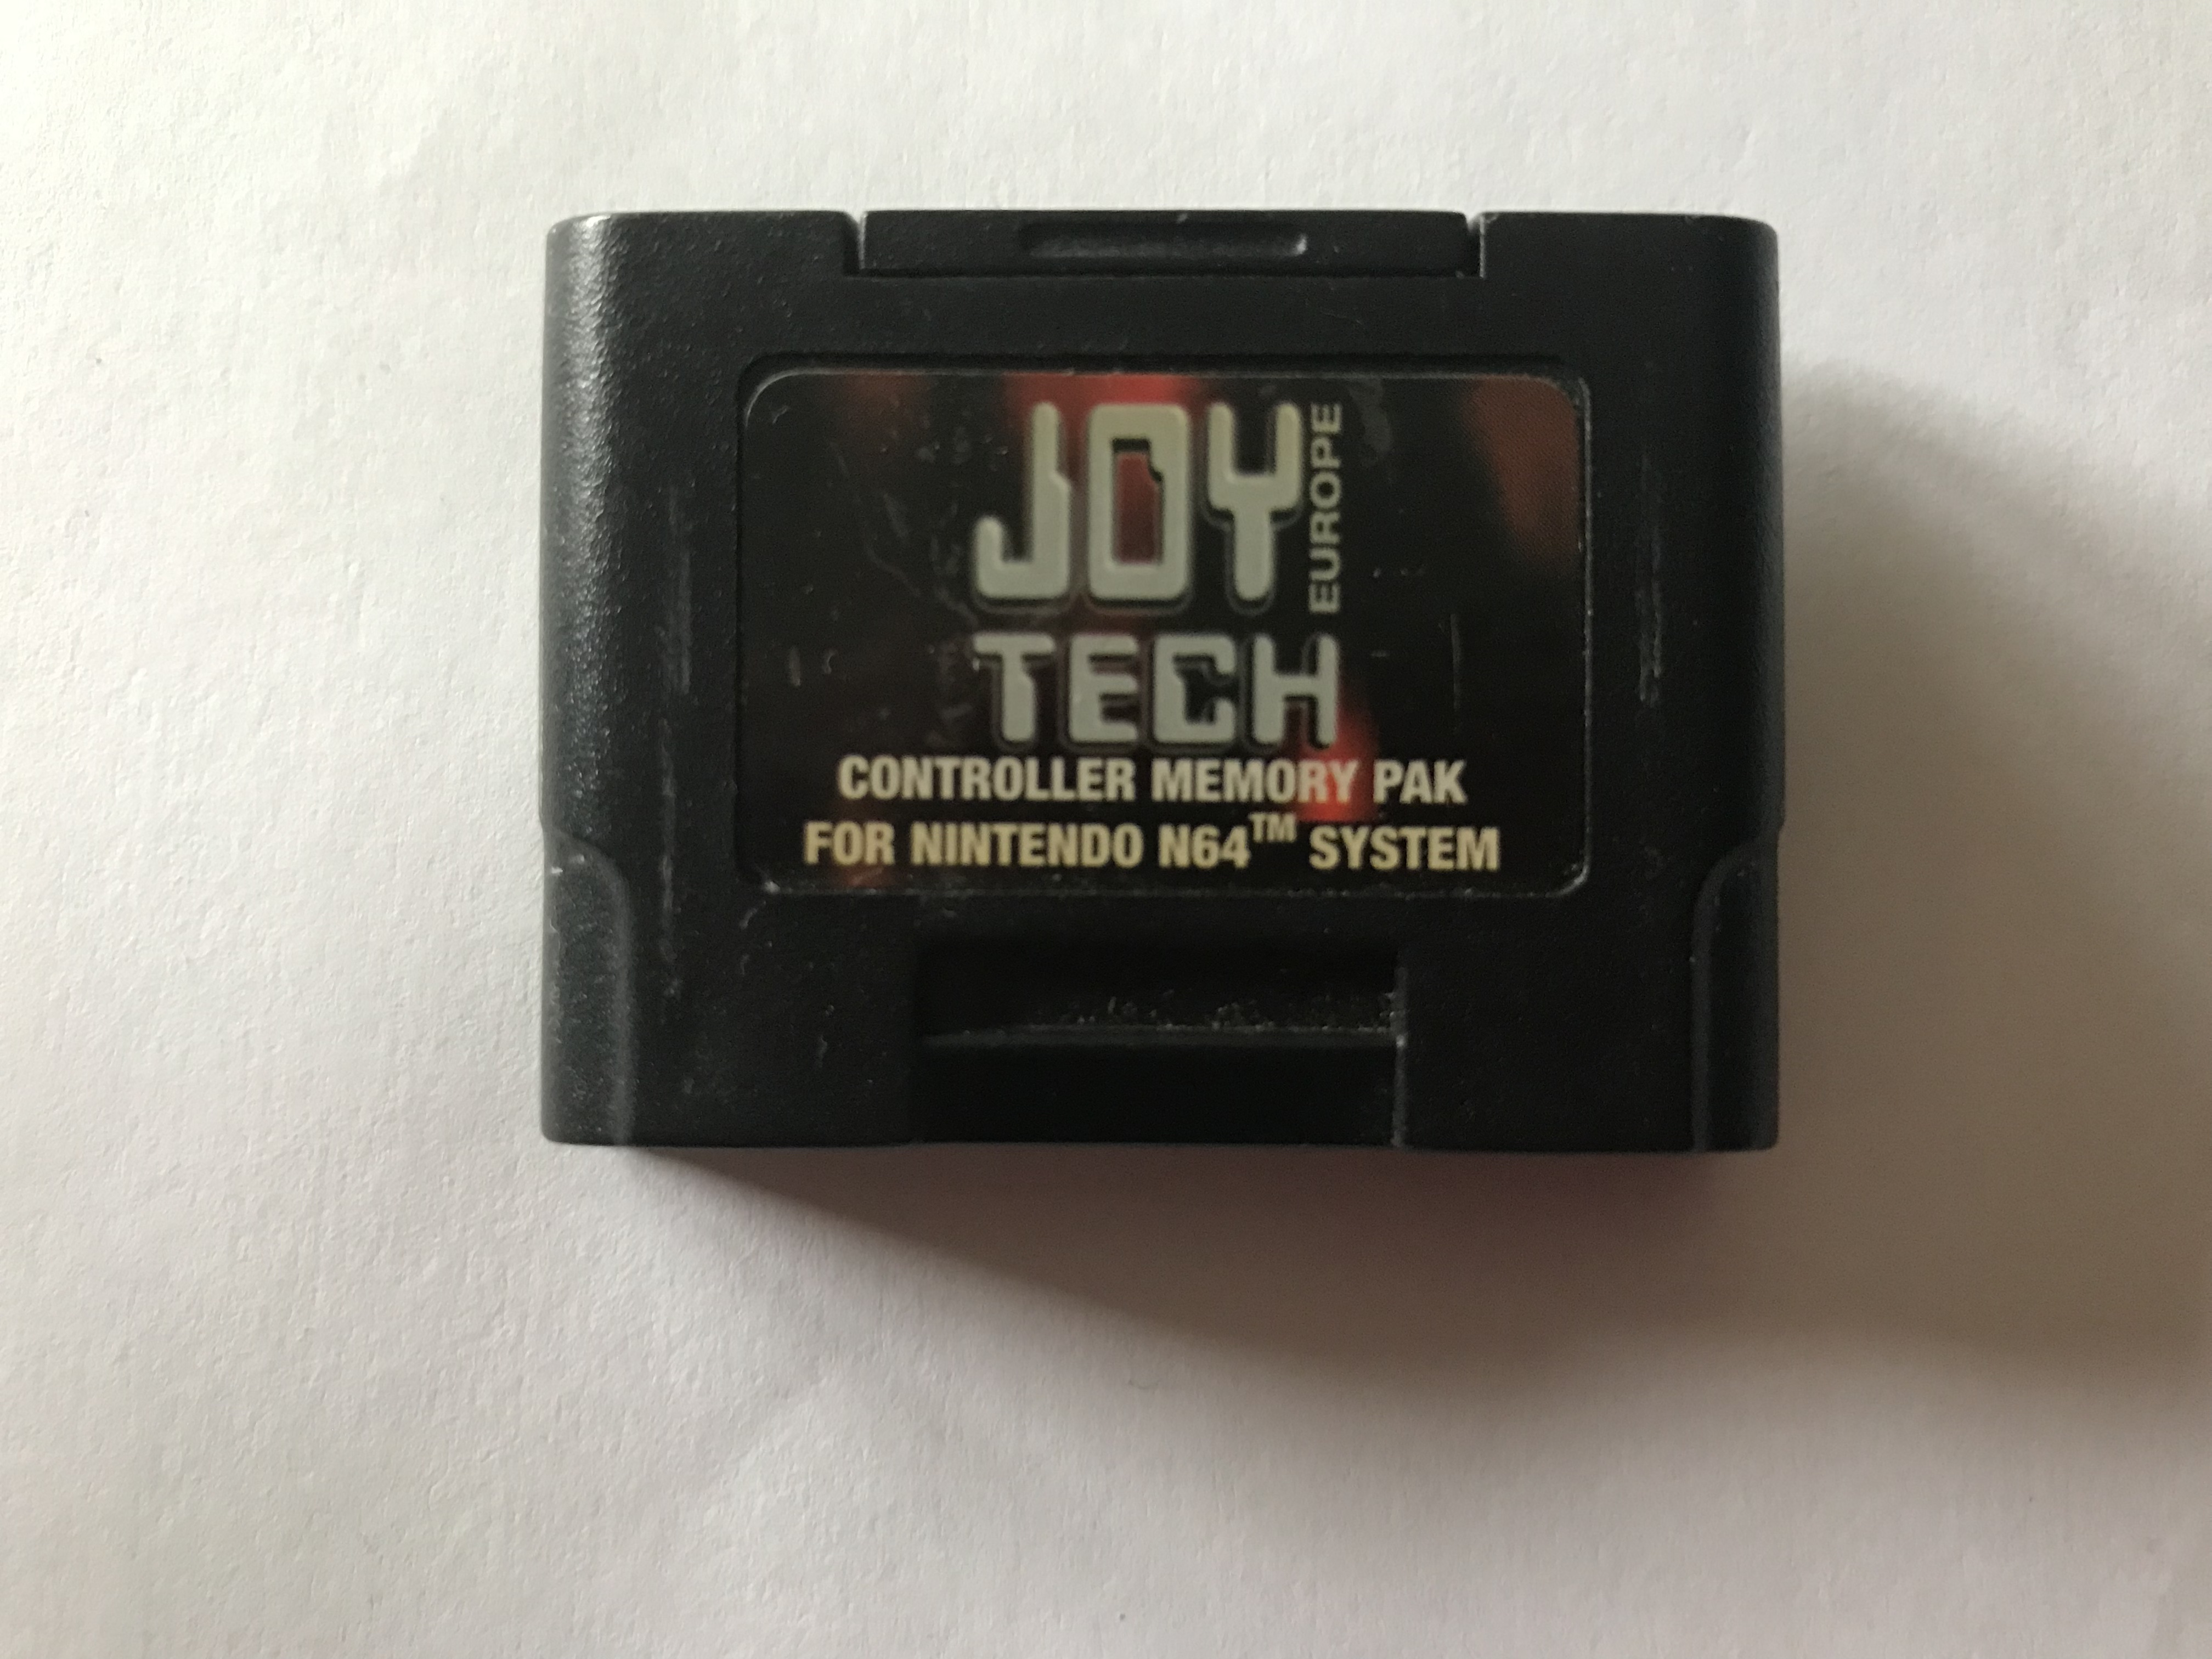 JOY
EUROPE
TECH
CONTROLLER MEMORY PAK
FOR NINTENDO N64™ SYSTEM